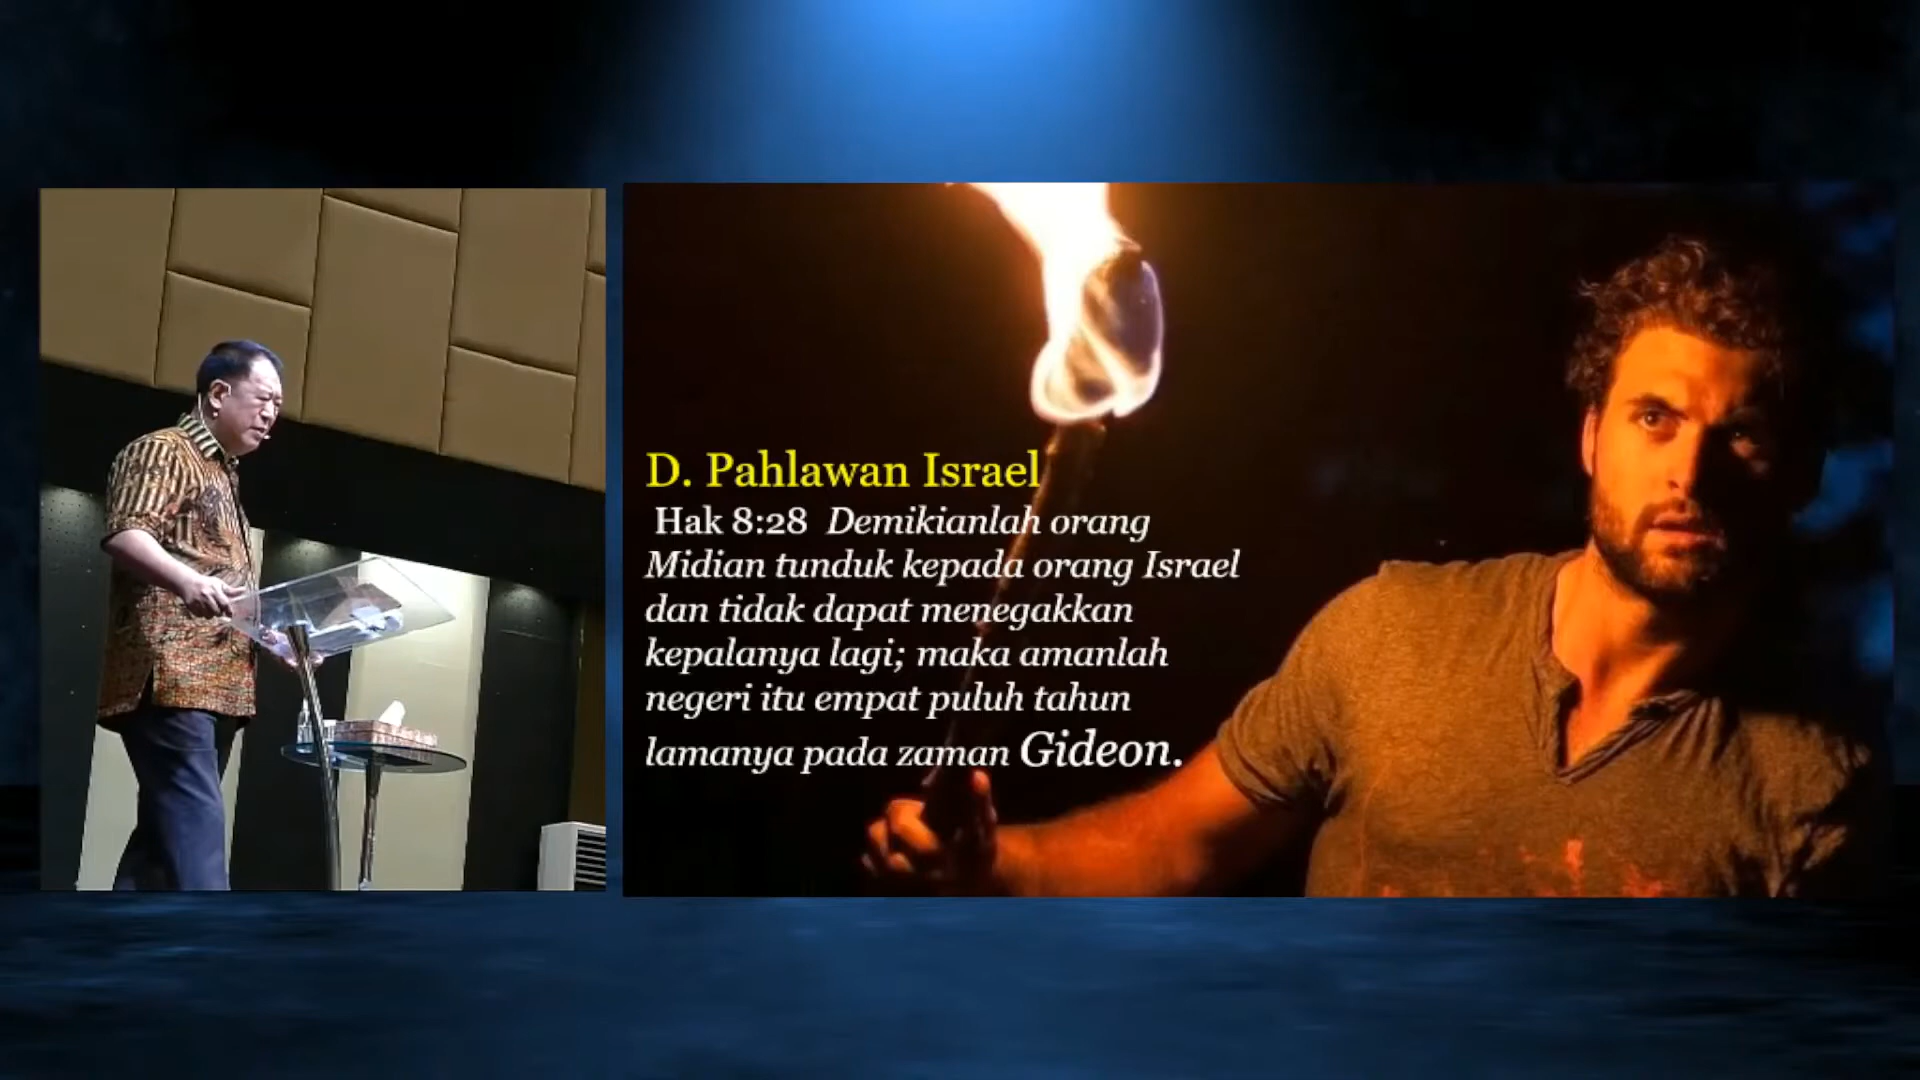 D. Pahlawan Israel
Hak 8:28 Demikianlah orang
Midian tunduk kepada orang Israel
dan tidak dapat menegakkan
kepalanya lagi; maka amanlah
negeri itu empat puluh tahun
lamanya pada zaman Gideon.